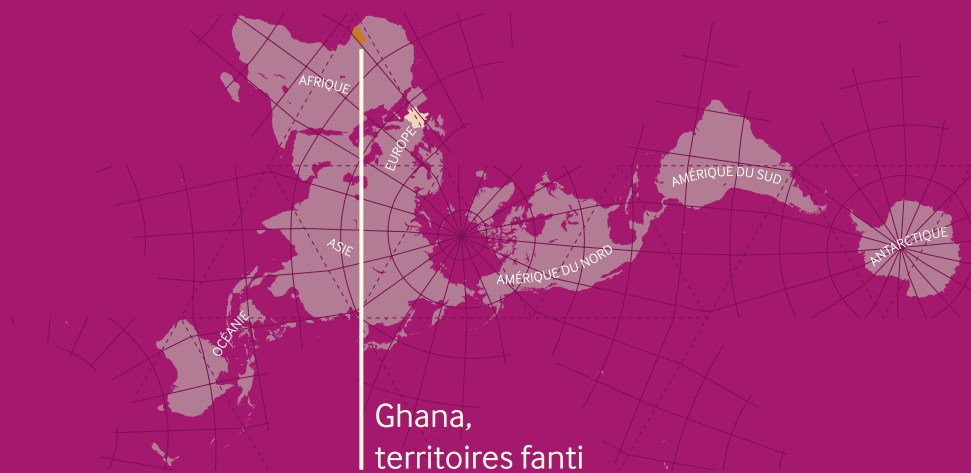 AFRIQUE
EUROPE
AMÉRIQUE DU SUD
ASIE
AMÉRIQUE DU NORD
ANTARCTIQUE
OCÉANIE
Ghana,
territoires fanti